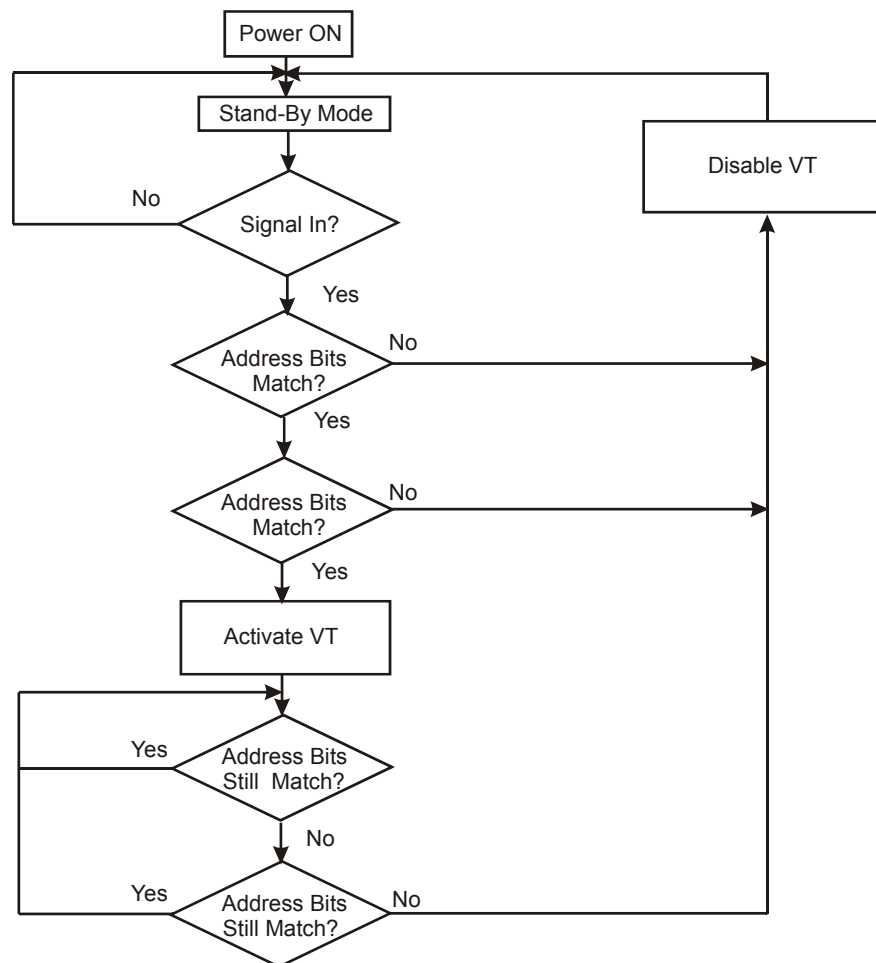 Power ON
Stand-By Mode
Disable VT
No
Signal In?
Yes
No
Address Bits
Match?
Yes
No
Address Bits
Match?
Yes
Activate VT
Yes
Address Bits
Still Match?
No
Yes
Address Bits
Still Match?
No